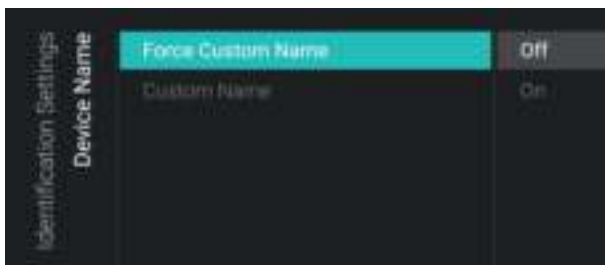 Identification Settings
Device Name
Force Custom Name
Off
Custom Name
On